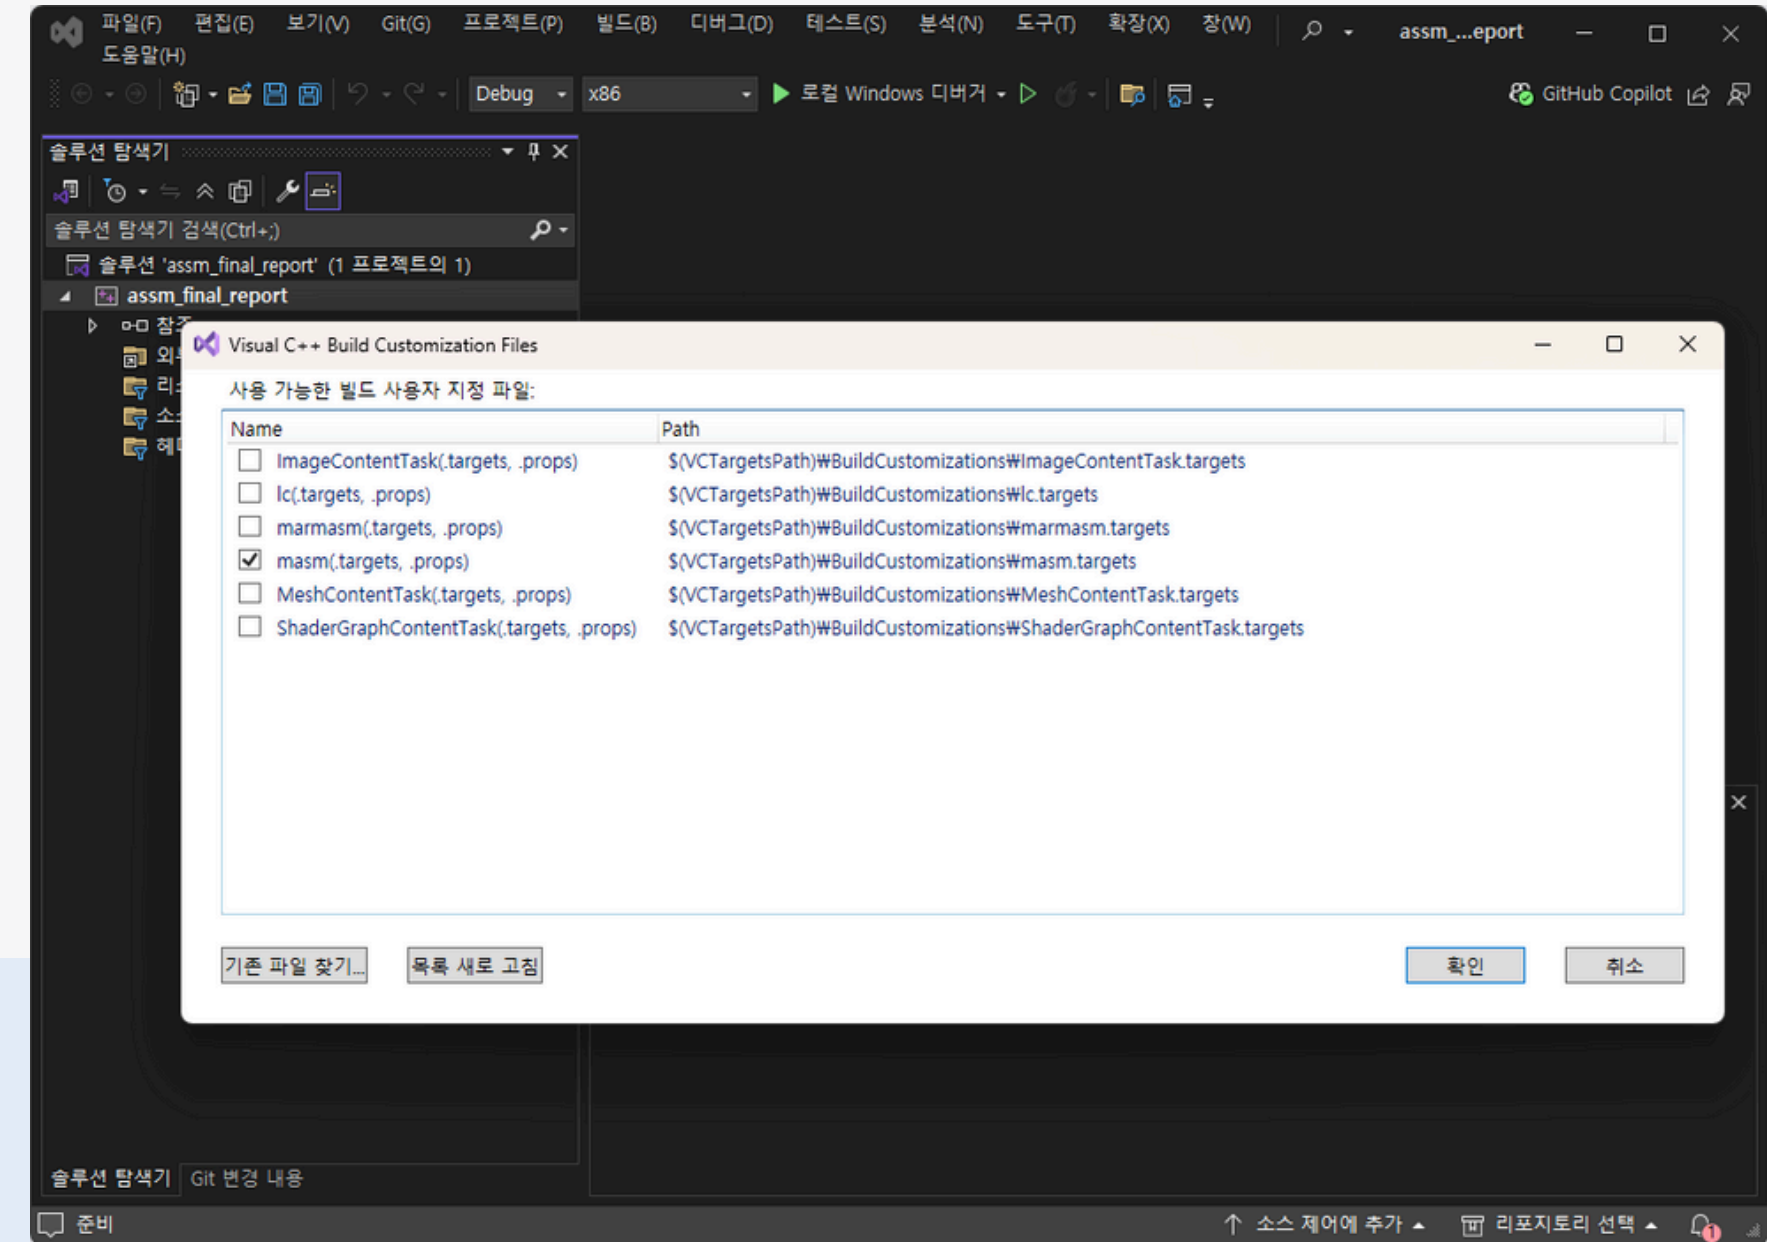 파일(F) 편집(E) 보기(V) Git(G) 프로젝트(P) 빌드(B) 디버그(D) 테스트(S) 분석(N) 도구(T) 확장(X) 창(W) assm_...eport
도움말(H)
Debug x86 로컬 Windows 디버거 GitHub Copilot
솔루션 탐색기
솔루션 탐색기 검색(Ctrl+;)
솔루션 'assm_final_report' (1 프로젝트의 1)
assm_final_report
Visual C++ Build Customization Files
사용 가능한 빌드 사용자 지정 파일:
Name Path
ImageContentTask(.targets, .props) $(VCTargetsPath)₩BuildCustomizations₩ImageContentTask.targets
lc(.targets, .props) $(VCTargetsPath)₩BuildCustomizations₩lc.targets
marmasm(.targets, .props) $(VCTargetsPath)₩BuildCustomizations₩marmasm.targets
masm(.targets, .props) $(VCTargetsPath)₩BuildCustomizations₩masm.targets
MeshContentTask(.targets, .props) $(VCTargetsPath)₩BuildCustomizations₩MeshContentTask.targets
ShaderGraphContentTask(.targets, .props) $(VCTargetsPath)₩BuildCustomizations₩ShaderGraphContentTask.targets
기존 파일 찾기... 목록 새로 고침 확인 취소
솔루션 탐색기 Git 변경 내용
준비 소스 제어에 추가 리포지토리 선택 1